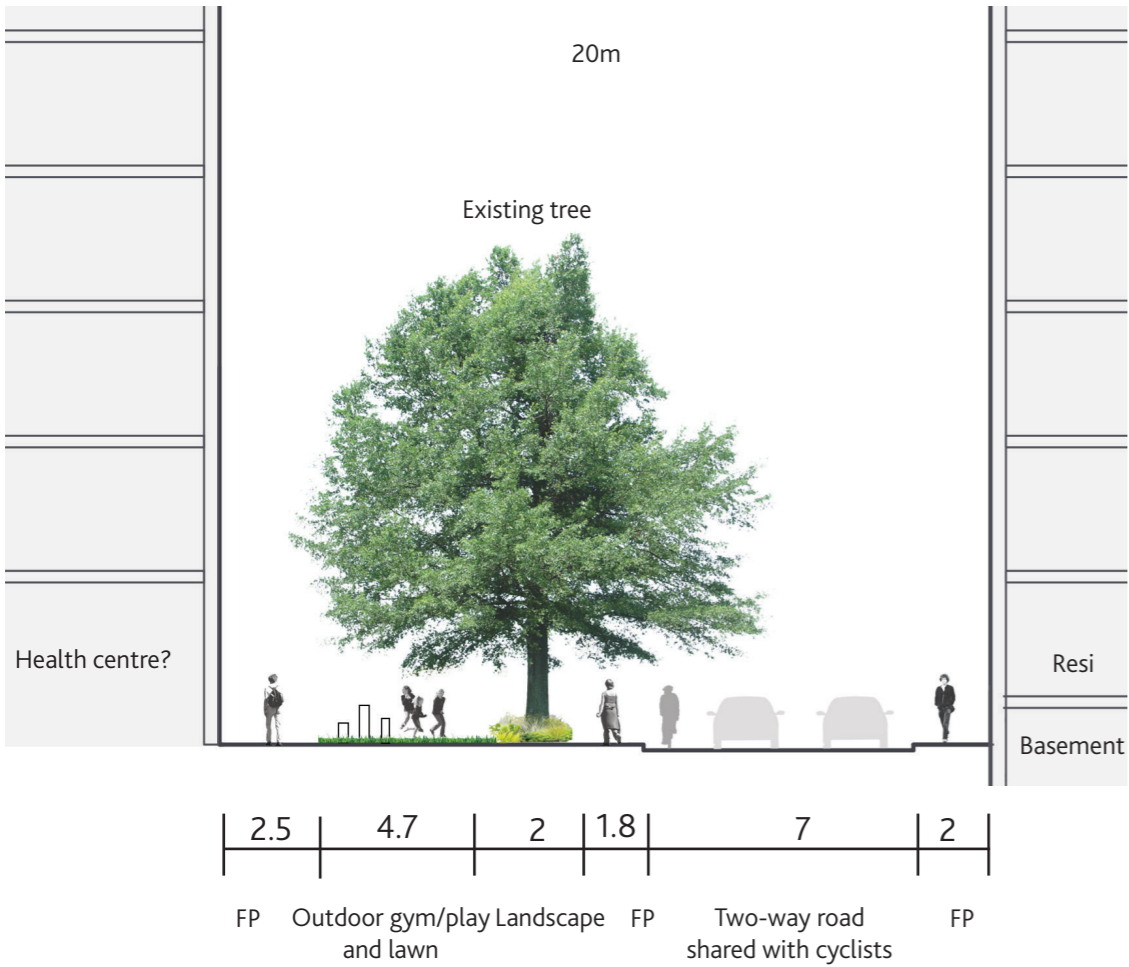 20m
Existing tree
Health centre?
Resi
Basement
2.5 4.7 2 1.8 7 2
FP Outdoor gym/play Landscape FP Two-way road FP
and lawn shared with cyclists